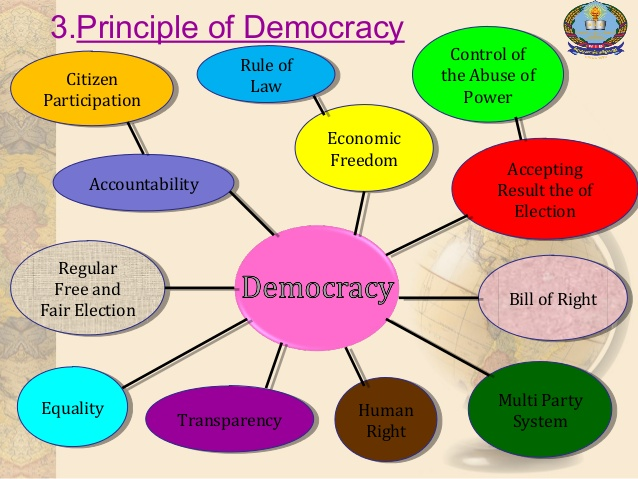 3.Principle of Democracy
Citizen
Participation
Rule of
Law
Control of
the Abuse of
Power
Economic
Freedom
Accountability
Accepting
Result the of
Election
Regular
Free and
Fair Election
Democracy
Bill of Right
Equality
Transparency
Human
Right
Multi Party
System